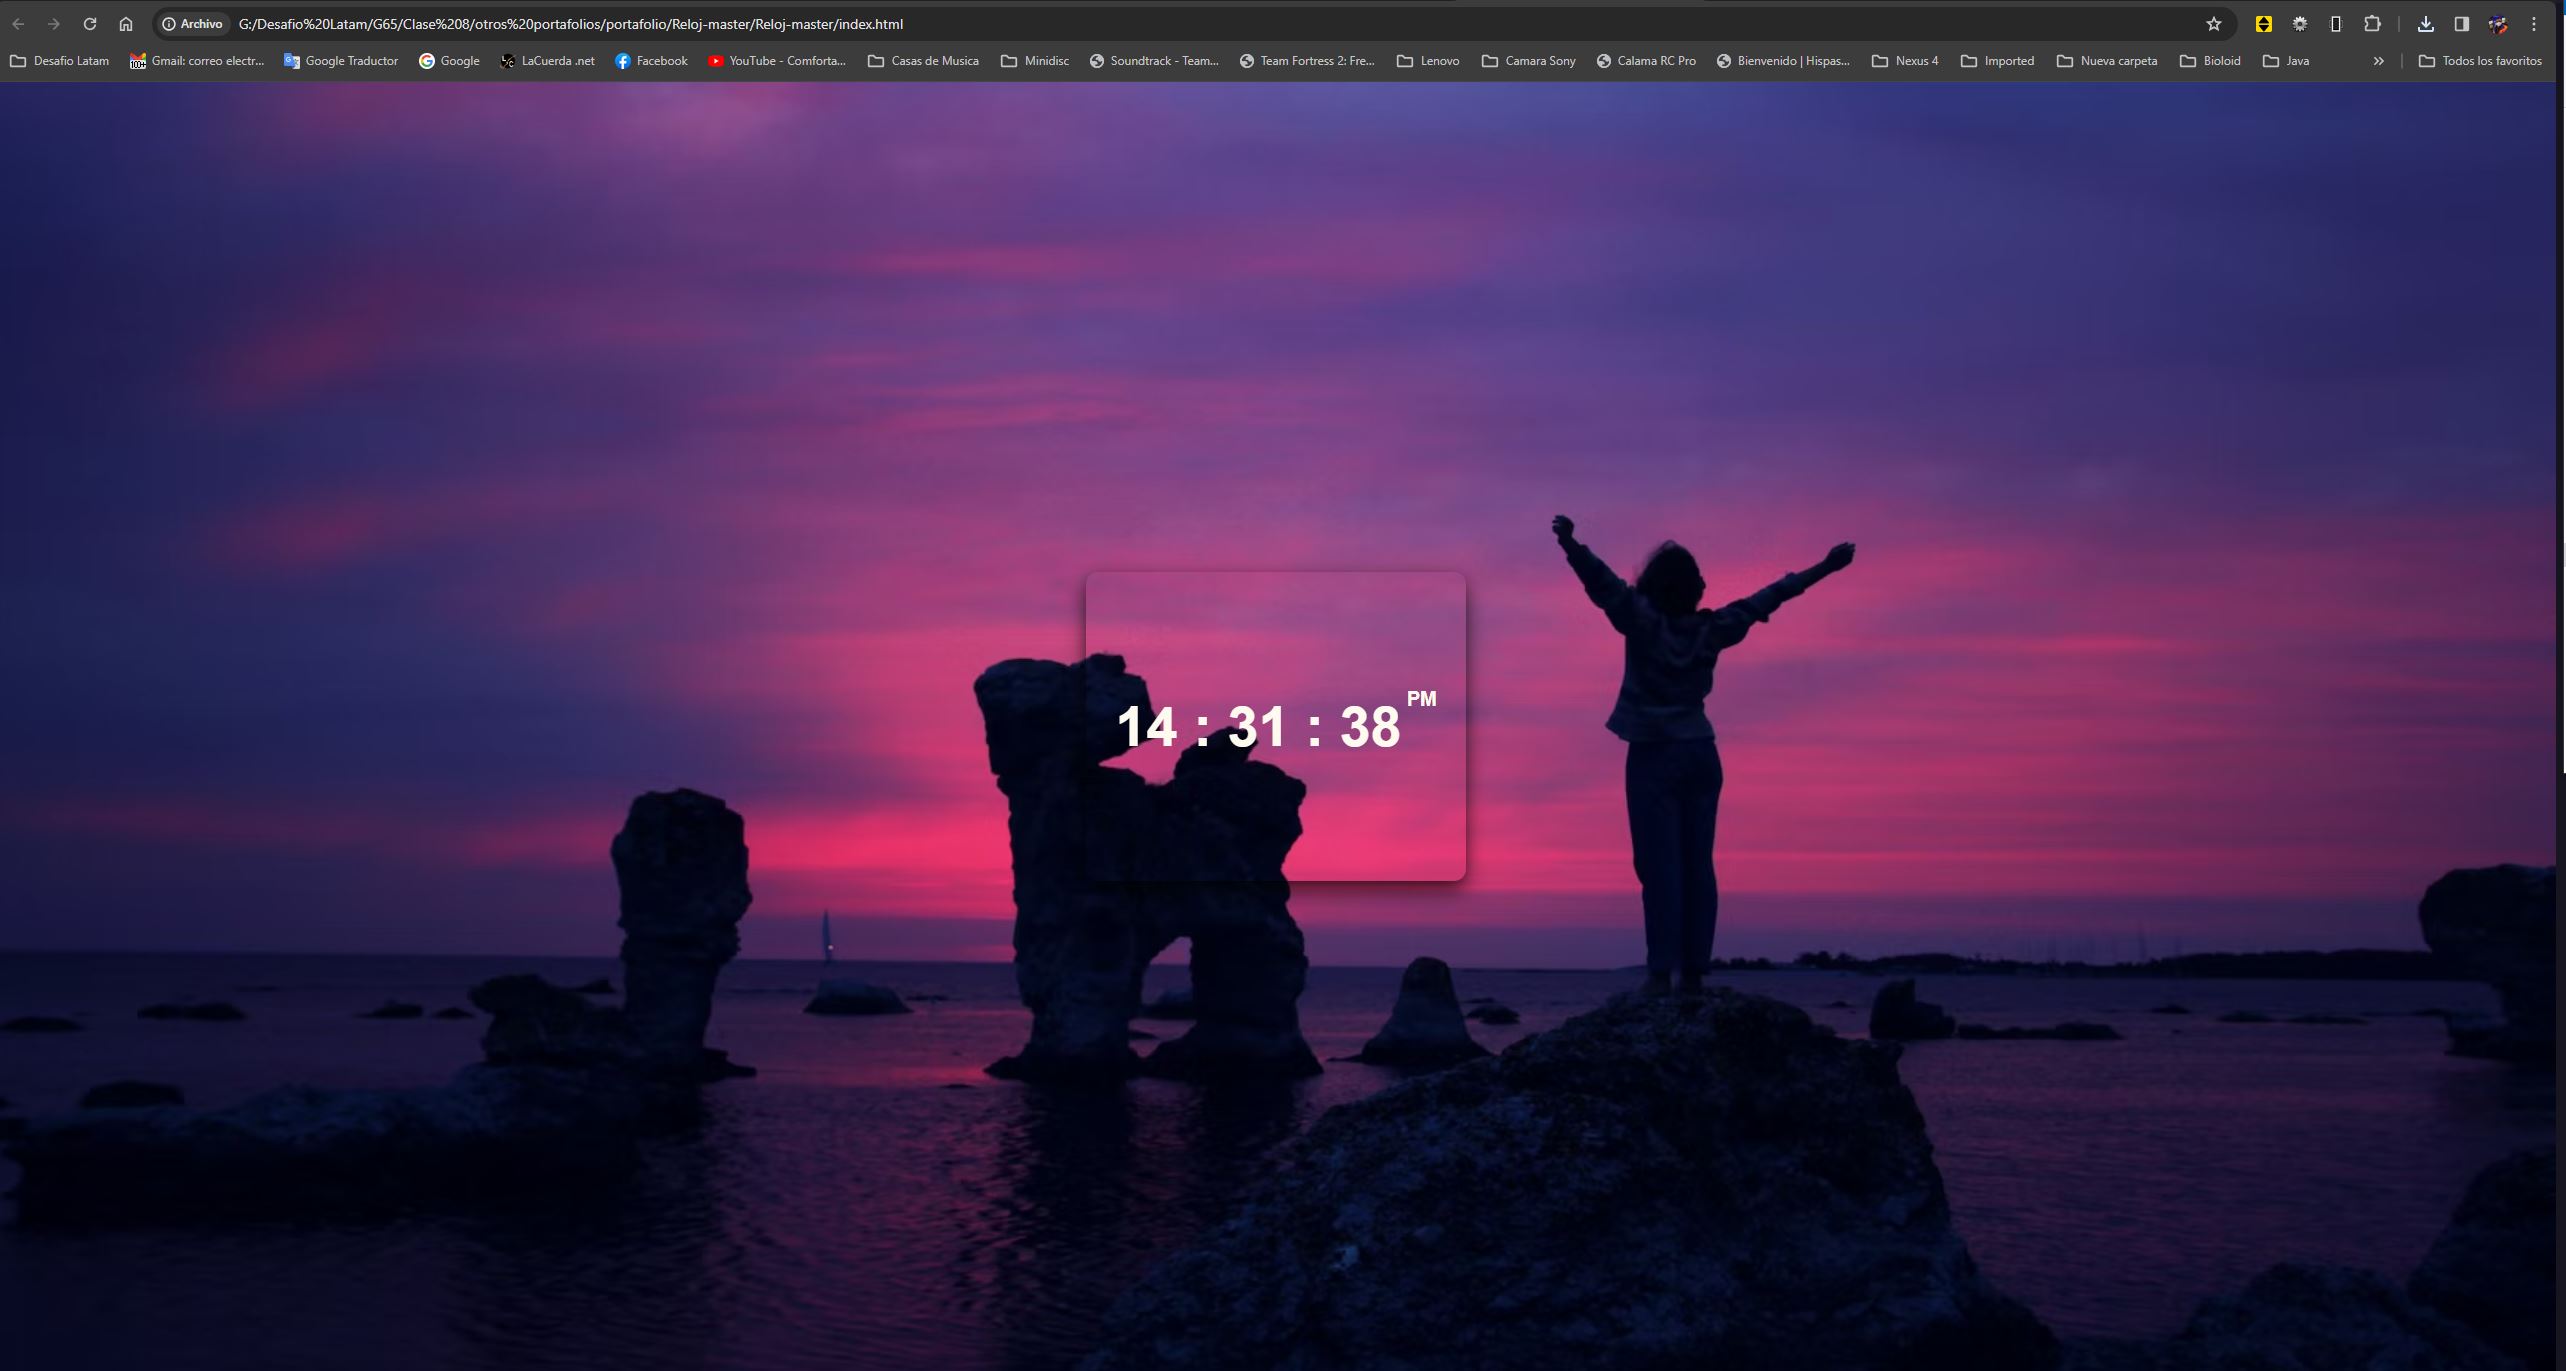 Archivo G:/Desafio%20Latam/G65/Clase%208/otros%20portafolios/portafolio/Reloj-master/Reloj-master/index.html
Desafio Latam Gmail: correo electr... Google Traductor Google LaCuerda .net Facebook YouTube - Comforta... Casas de Musica Minidisc Soundtrack - Team... Team Fortress 2: Fre... Lenovo Camara Sony Calama RC Pro Bienvenido | Hispas... Nexus 4 Imported Nueva carpeta Bioloid Java » Todos los favoritos
14 : 31 : 38 PM